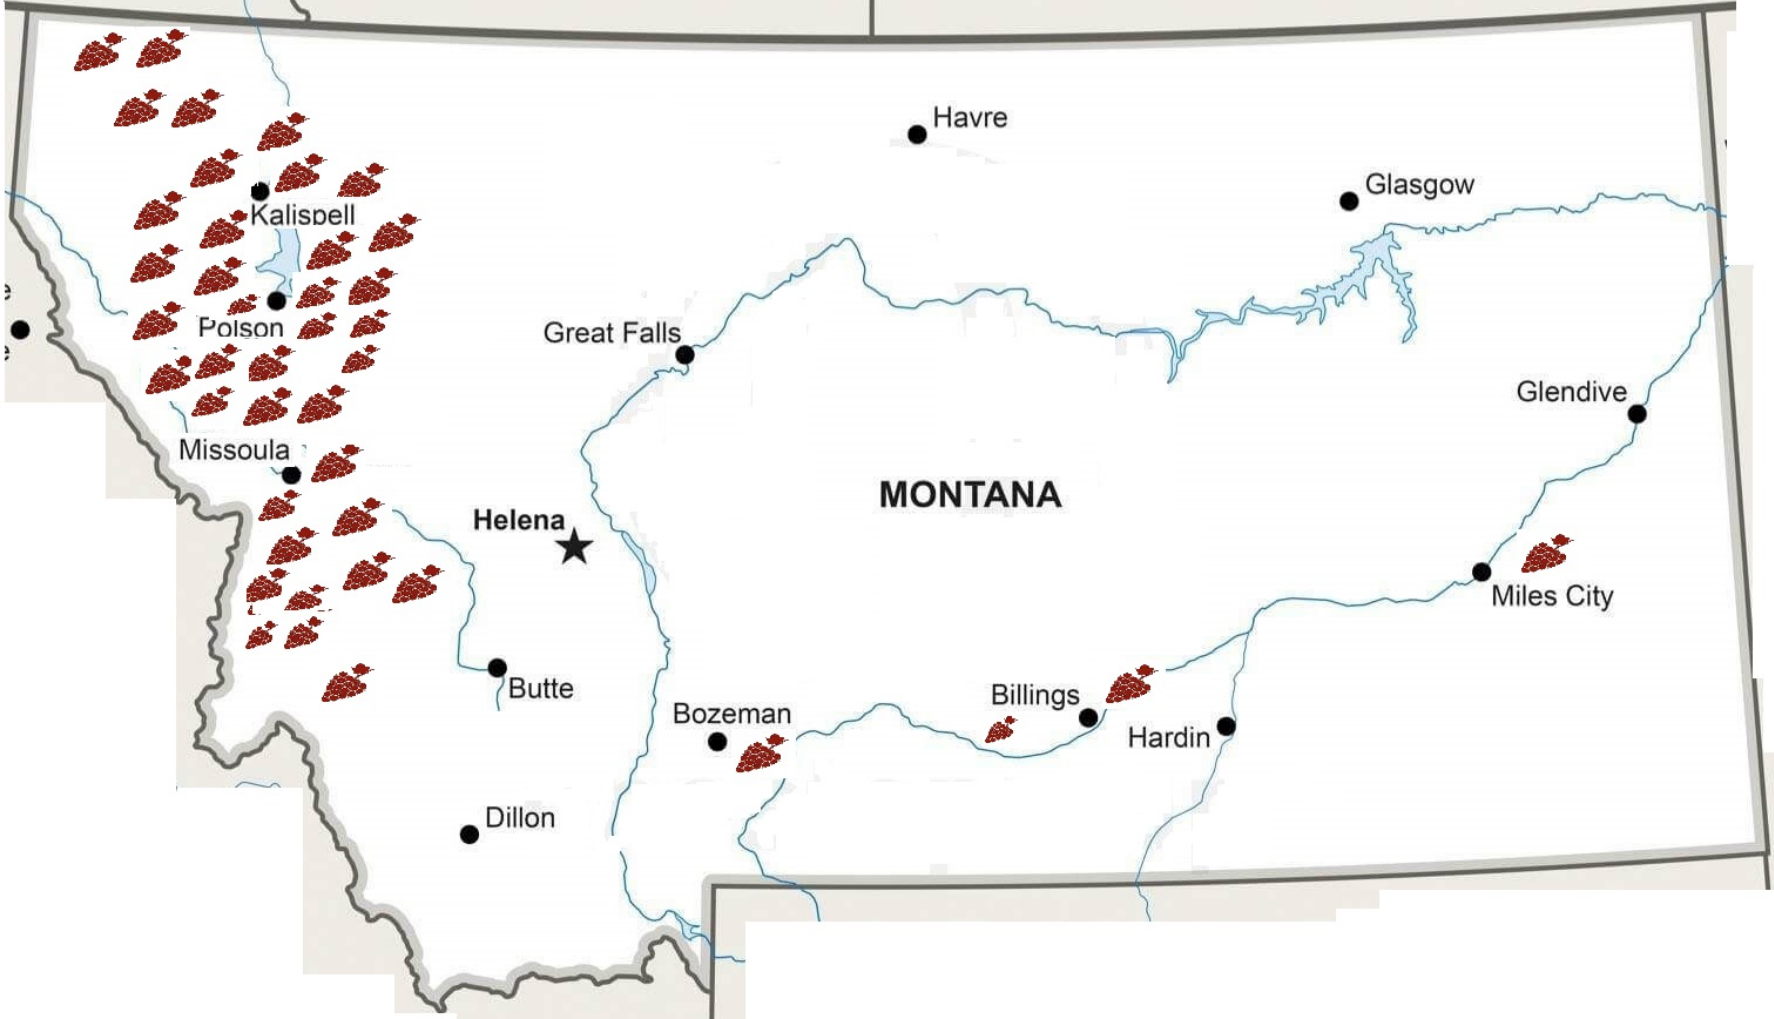 Havre
Glasgow
Kalispell
Polson
Great Falls
Glendive
Missoula
MONTANA
Helena
Miles City
Butte
Billings
Bozeman
Hardin
Dillon
e
e